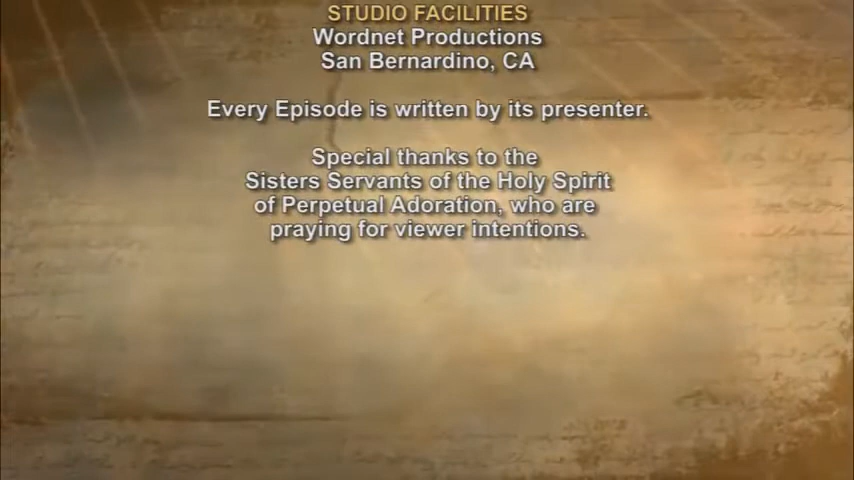 STUDIO FACILITIES
Wordnet Productions
San Bernardino, CA
Every Episode is written by its presenter.
Special thanks to the
Sisters Servants of the Holy Spirit
of Perpetual Adoration, who are
praying for viewer intentions.